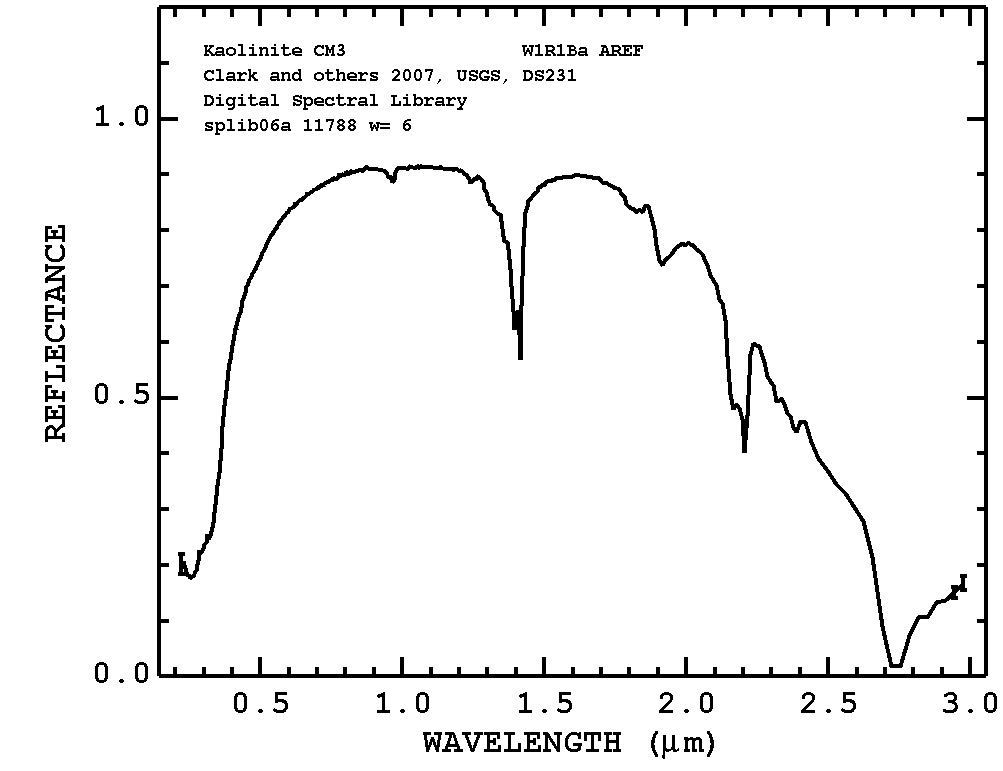 Kaolinite CM3 W1R1Ba AREF
Clark and others 2007, USGS, DS231
Digital Spectral Library
splib06a 11788 w= 6
1.0
0.5
0.0
REFLECTANCE
0.5 1.0 1.5 2.0 2.5 3.0
WAVELENGTH (μm)